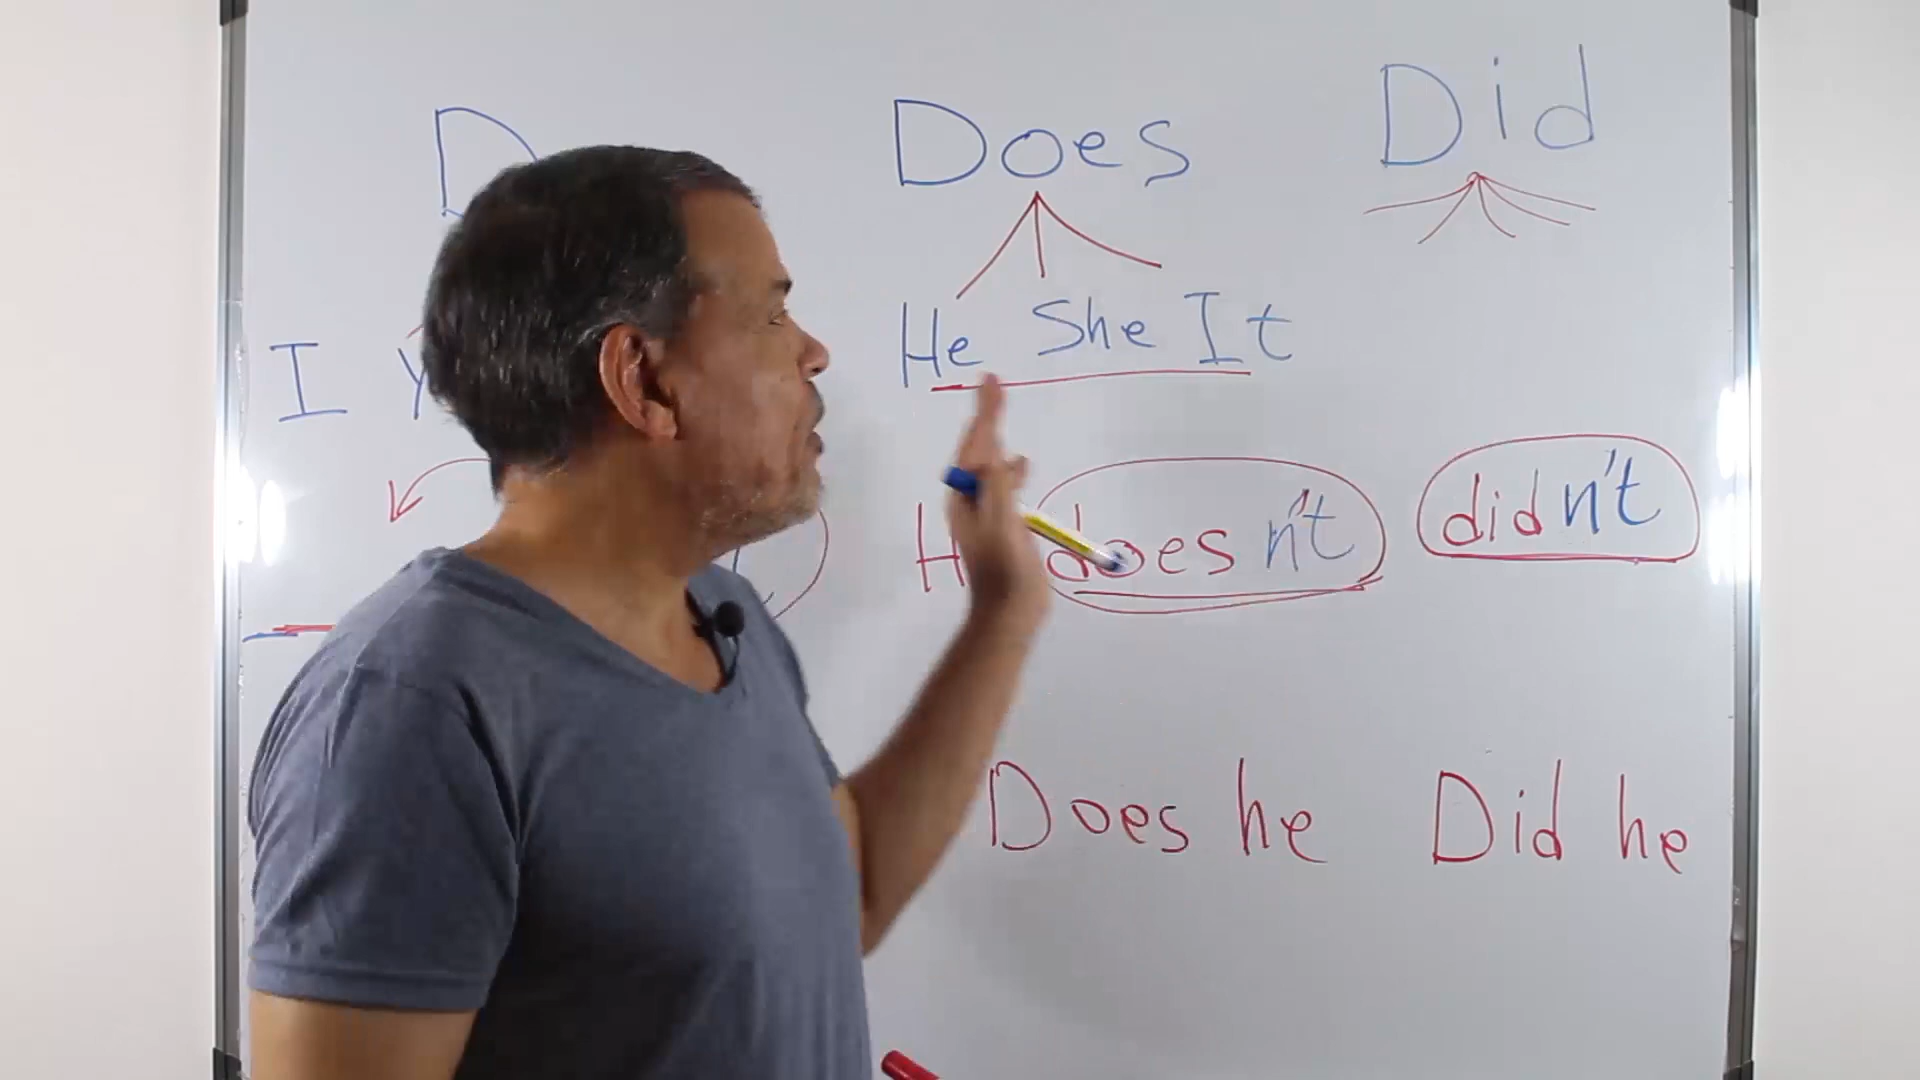 Does Did
I He She It
doesn't didn't
Does he Did he